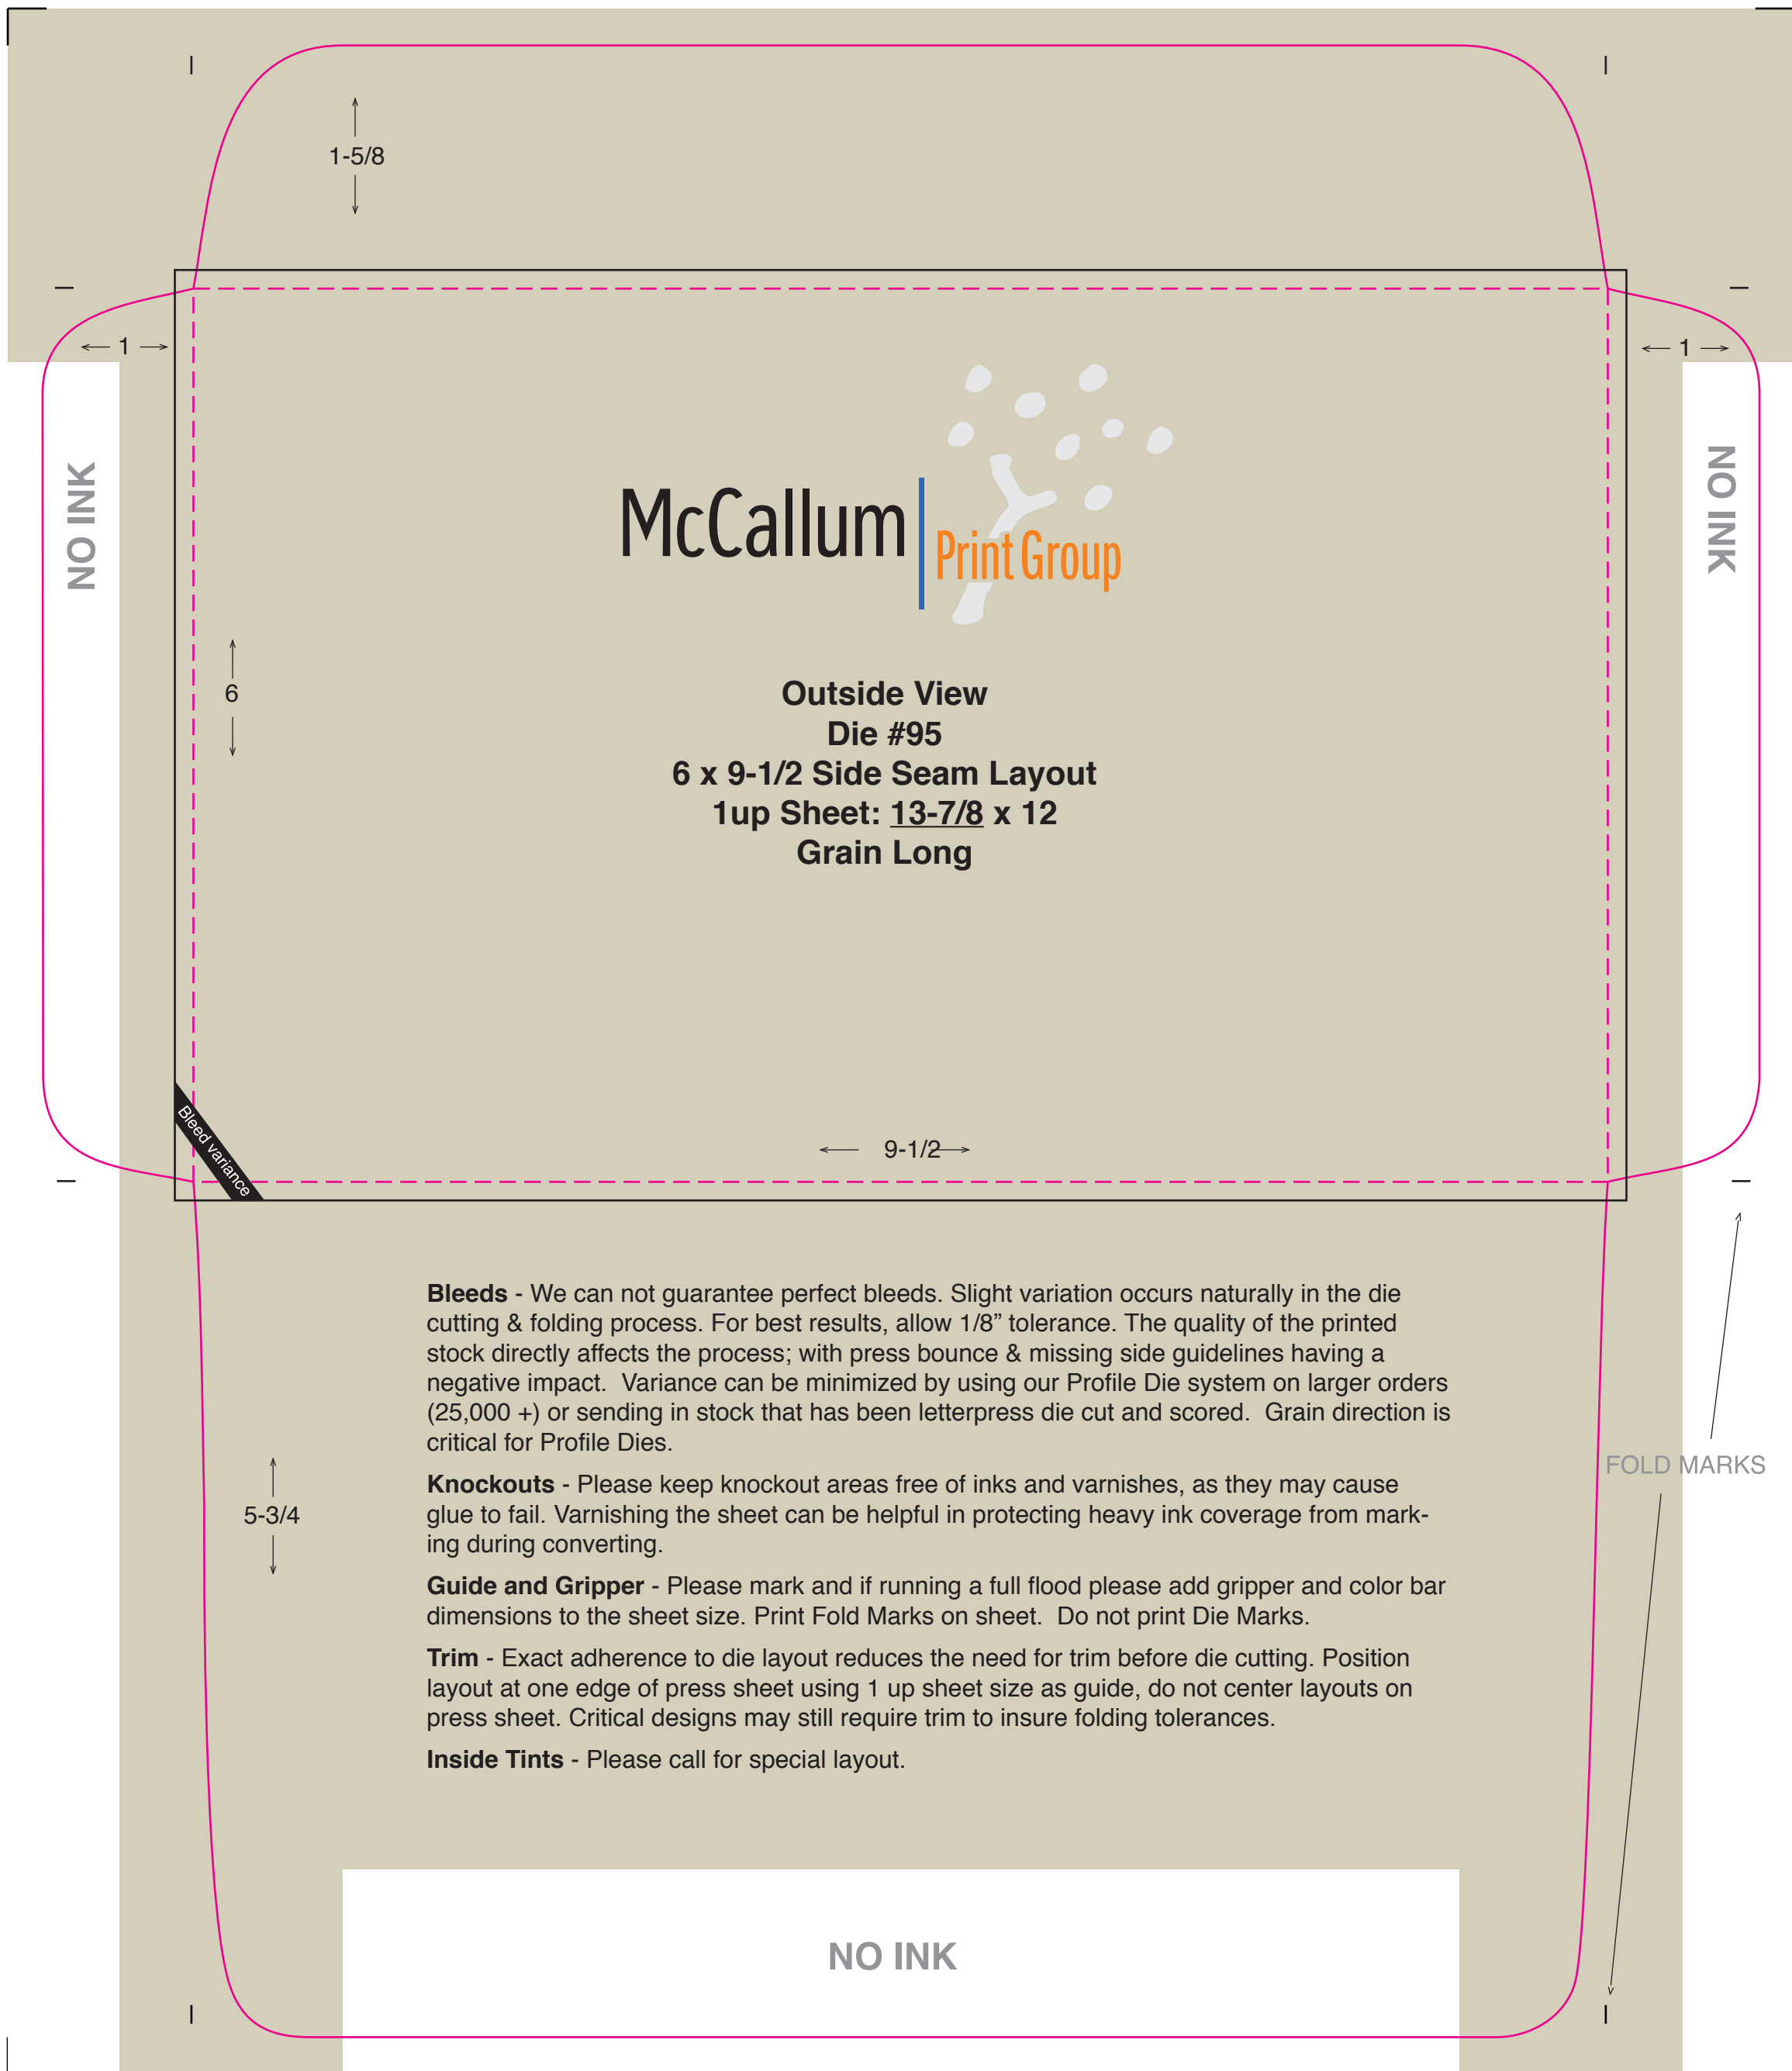 1-5/8
1
1
NO INK
NO INK
McCallum
Print Group
6
Outside View
Die #95
6 x 9-1/2 Side Seam Layout
1up Sheet: 13-7/8 x 12
Grain Long
Bleed variance
9-1/2
Bleeds - We can not guarantee perfect bleeds. Slight variation occurs naturally in the die
cutting & folding process. For best results, allow 1/8” tolerance. The quality of the printed
stock directly affects the process; with press bounce & missing side guidelines having a
negative impact.  Variance can be minimized by using our Profile Die system on larger orders
(25,000 +) or sending in stock that has been letterpress die cut and scored.  Grain direction is
critical for Profile Dies.
FOLD MARKS
Knockouts - Please keep knockout areas free of inks and varnishes, as they may cause
glue to fail. Varnishing the sheet can be helpful in protecting heavy ink coverage from mark-
ing during converting.
5-3/4
Guide and Gripper - Please mark and if running a full flood please add gripper and color bar
dimensions to the sheet size. Print Fold Marks on sheet.  Do not print Die Marks.
Trim - Exact adherence to die layout reduces the need for trim before die cutting. Position
layout at one edge of press sheet using 1 up sheet size as guide, do not center layouts on
press sheet. Critical designs may still require trim to insure folding tolerances.
Inside Tints - Please call for special layout.
NO INK